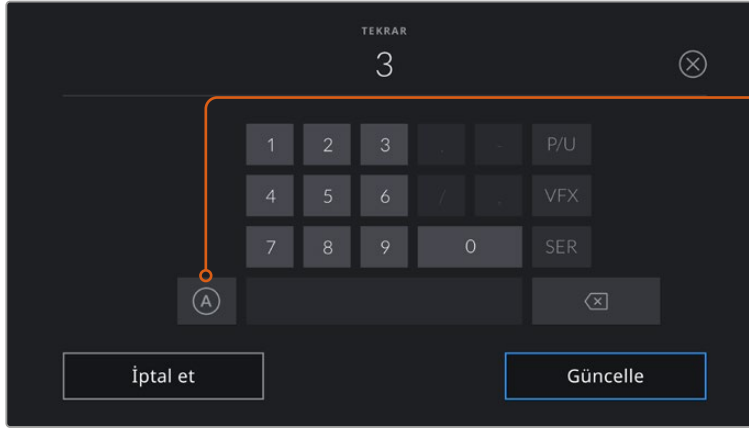 TEKRAR
3
1 2 3 . - P/U
4 5 6 / , VFX
7 8 9 0 SER
A
İptal et Güncelle